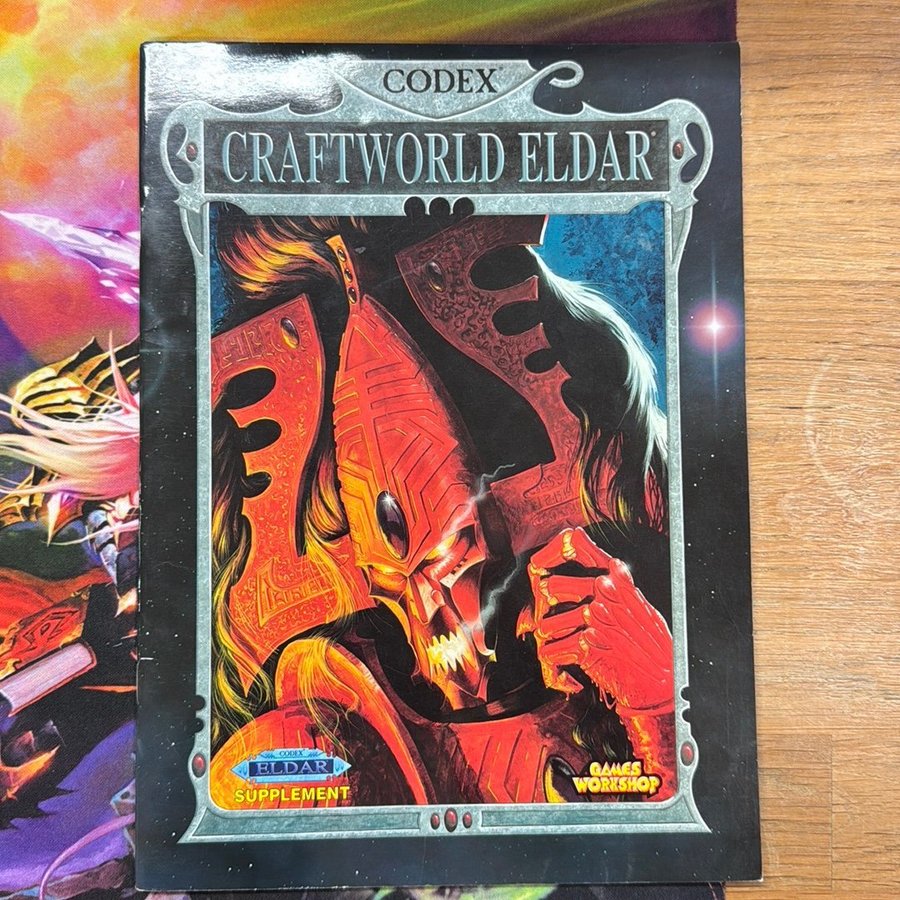 CODEX
CRAFTWORLD ELDAR®
CODEX
ELDAR
SUPPLEMENT
GAMES
WORKSHOP